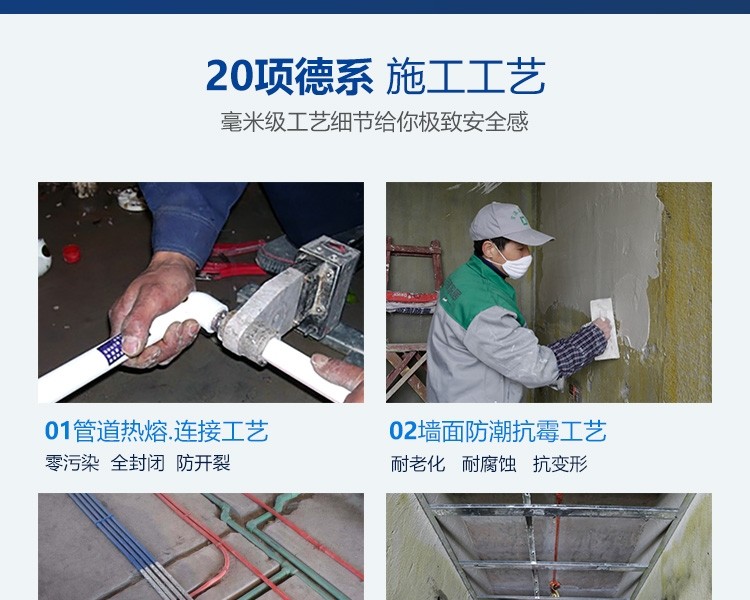 20项德系 施工工艺
毫米级工艺细节给你极致安全感
01管道热熔.连接工艺
零污染 全封闭 防开裂
02墙面防潮抗霉工艺
耐老化 耐腐蚀 抗变形